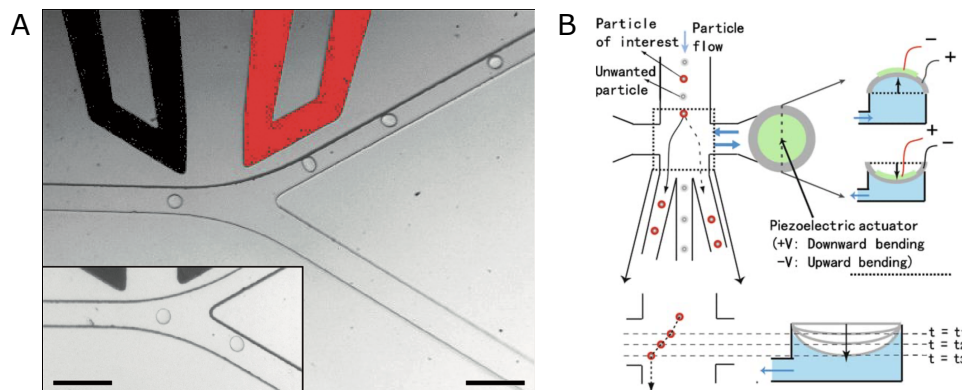 A
B
Particle
of interest
Particle
flow
Unwanted
particle
−
+
+
−
Piezoelectric actuator
(+V: Downward bending
−V: Upward bending)